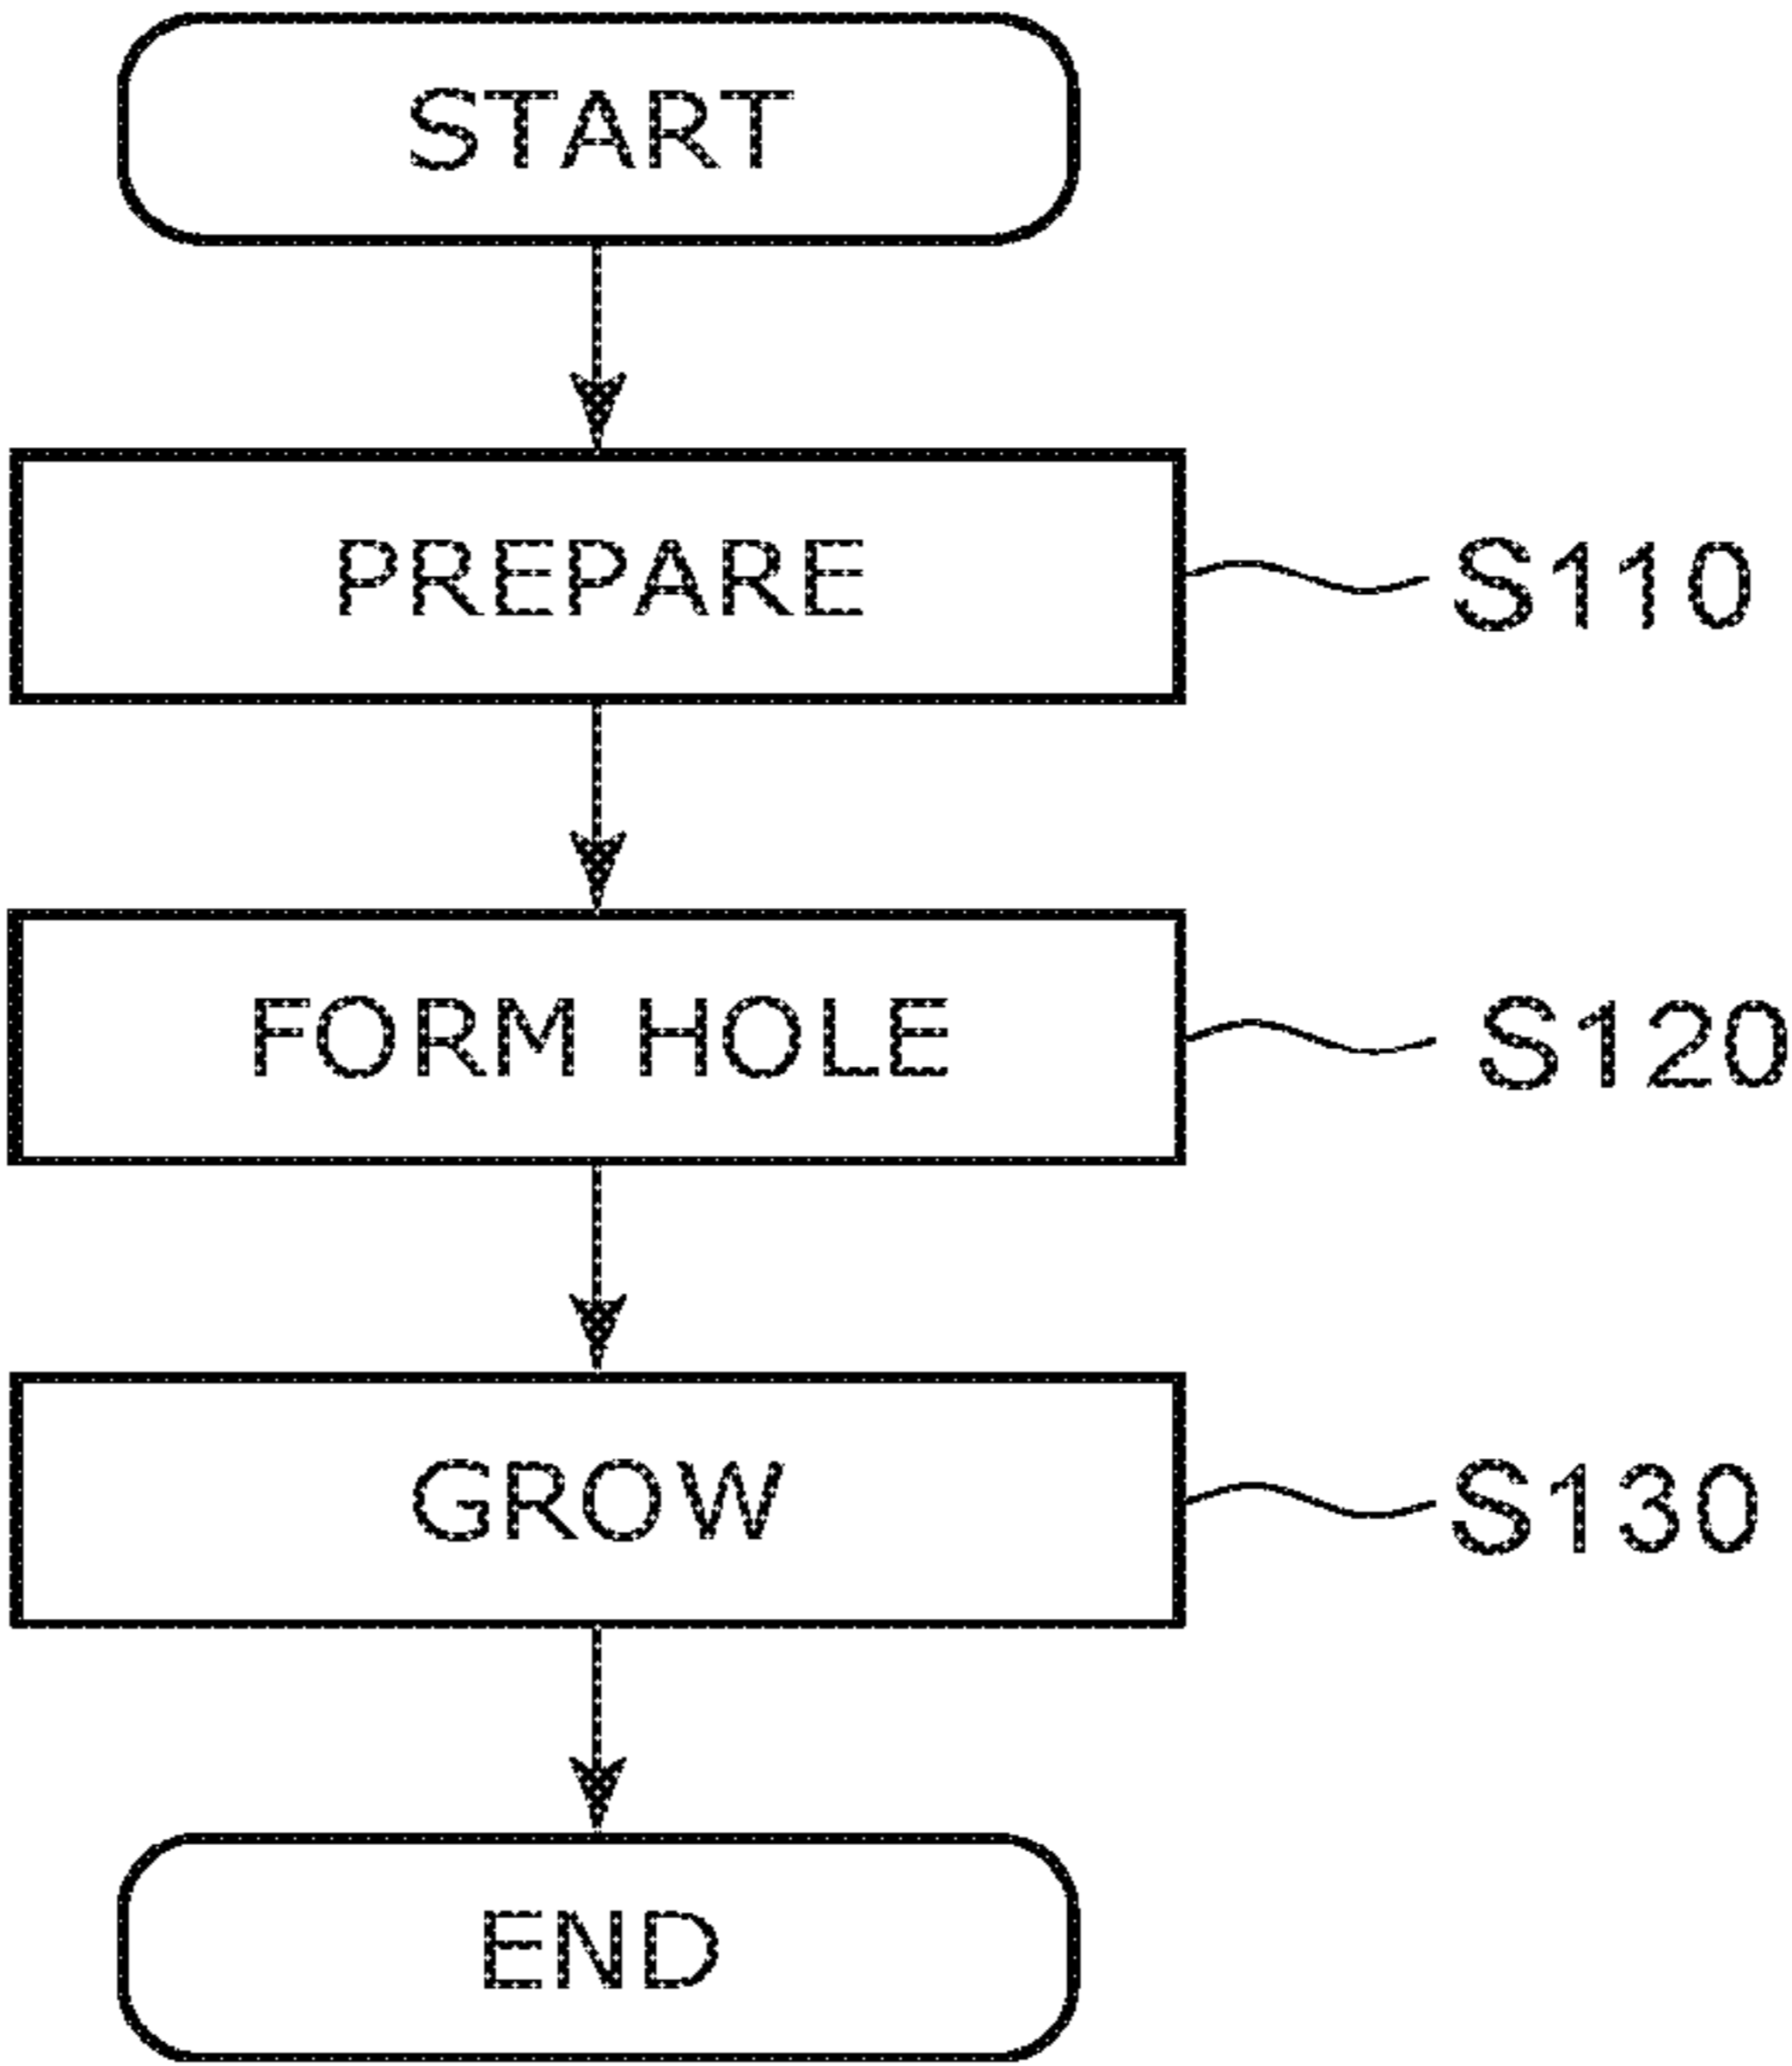 START
PREPARE
S110
FORM HOLE
S120
GROW
S130
END